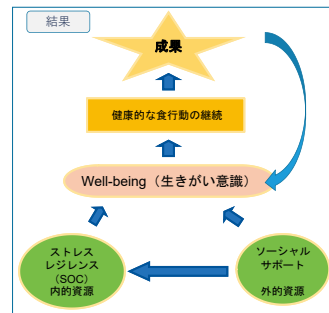 結果
成果
健康的な食行動の継続
Well-being（生きがい意識）
ストレス
レジレンス
(SOC)
内的資源
ソーシャル
サポート
外的資源